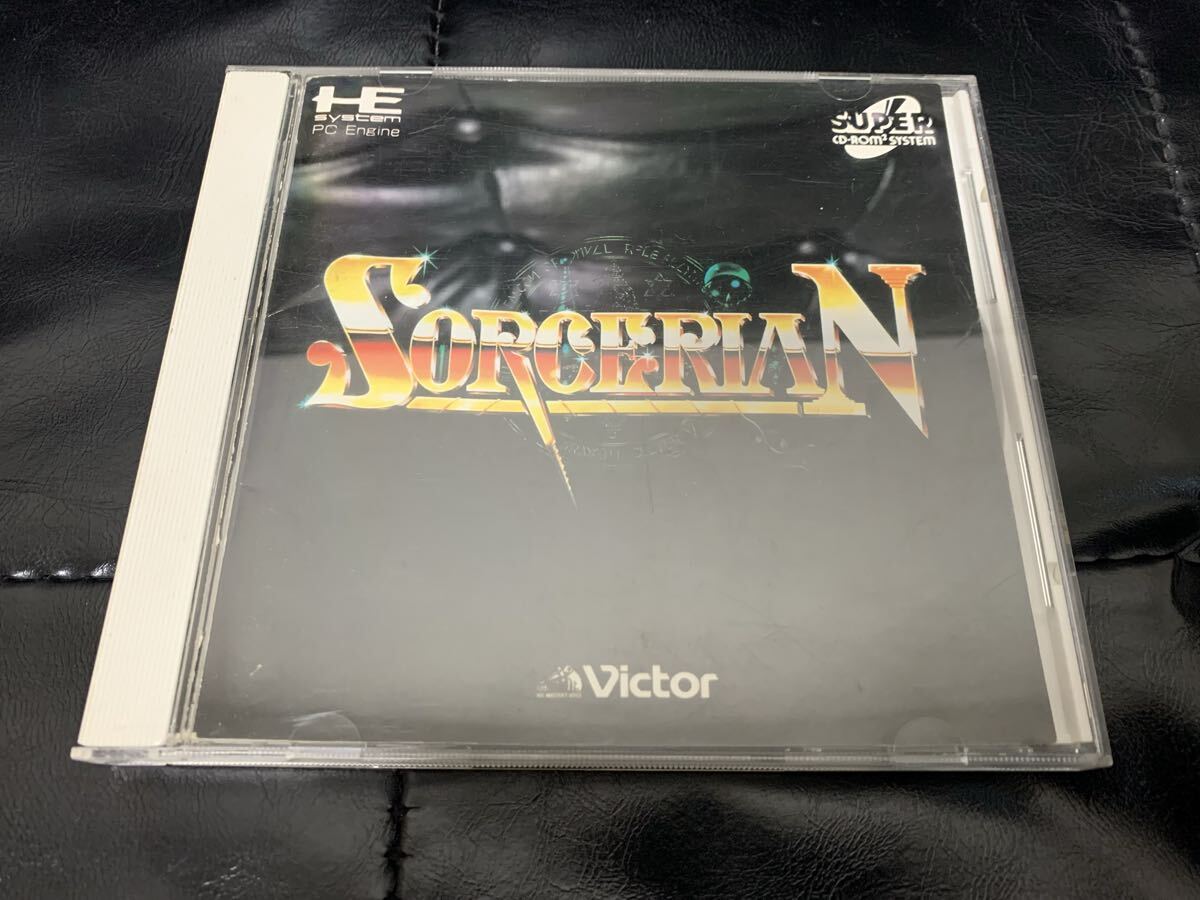 HE
system
PC Engine
SUPER
CD-ROM² SYSTEM
SORCERIAN
Victor